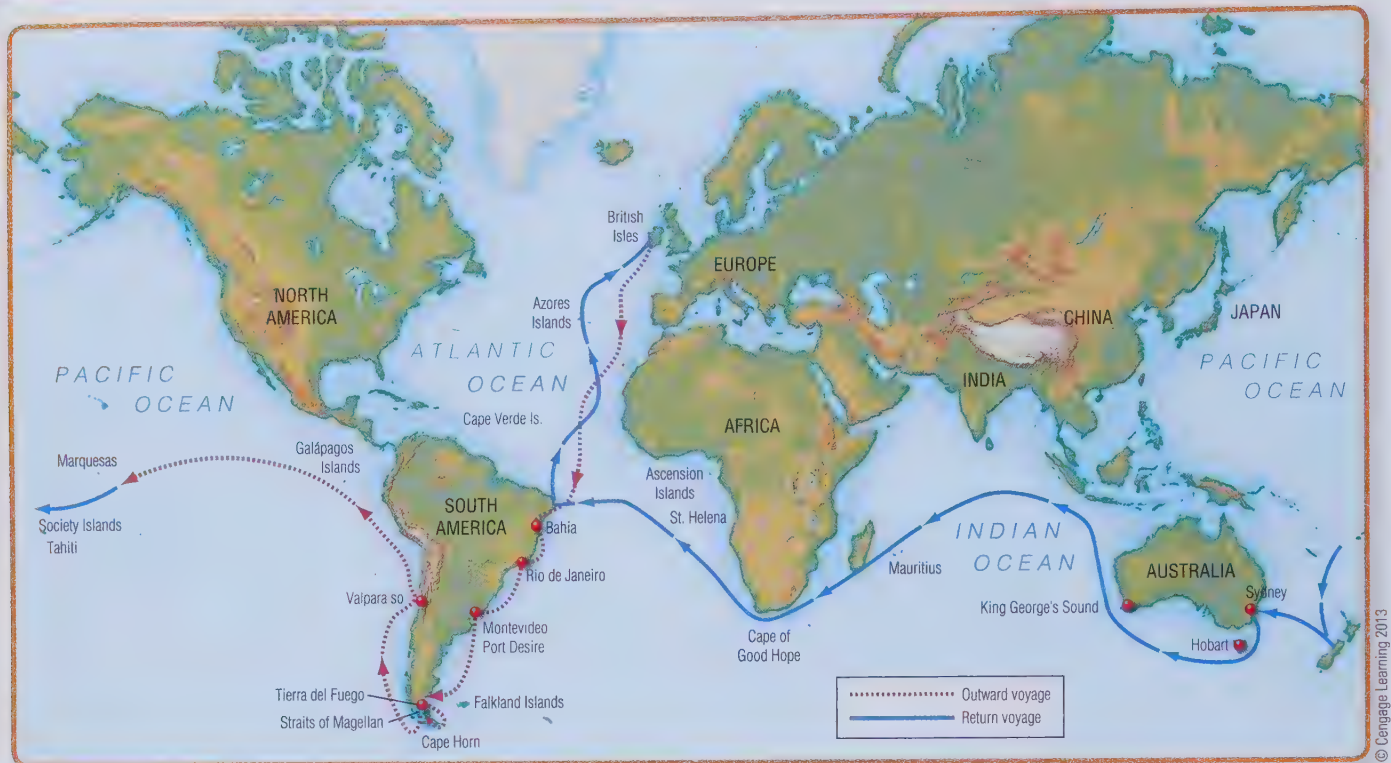 British
Isles
EUROPE
NORTH
AMERICA
Azores
Islands
CHINA
JAPAN
ATLANTIC
OCEAN
PACIFIC
OCEAN
PACIFIC
OCEAN
INDIA
Cape Verde Is.
AFRICA
Galápagos
Islands
Marquesas
Ascension
Islands
SOUTH
AMERICA
St. Helena
Society Islands
Tahiti
Bahia
INDIAN
OCEAN
Rio de Janeiro
Mauritius
AUSTRALIA
Valpara so
King George's Sound
Sydney
Montevideo
Port Desire
Cape of
Good Hope
Hobart
Tierra del Fuego
Falkland Islands
Straits of Magellan
Cape Horn
Outward voyage
Return voyage
© Cengage Learning 2013